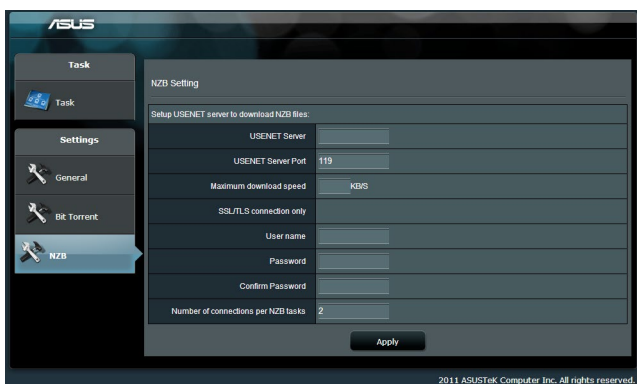 ASUS
Task
Task
Settings
General
Bit Torrent
NZB
NZB Setting
Setup USENET server to download NZB files:
USENET Server
USENET Server Port 119
Maximum download speed KB/S
SSL/TLS connection only
User name
Password
Confirm Password
Number of connections per NZB tasks 2
Apply
2011 ASUSTeK Computer Inc. All rights reserved.